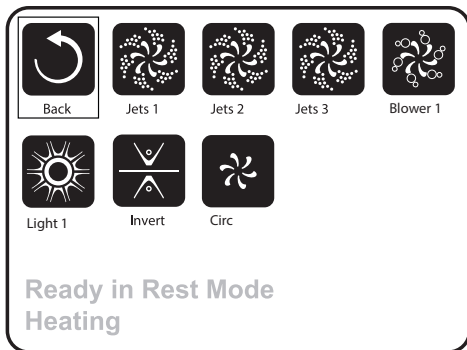 Back Jets 1 Jets 2 Jets 3 Blower 1
Light 1 Invert Circ
Ready in Rest Mode
Heating